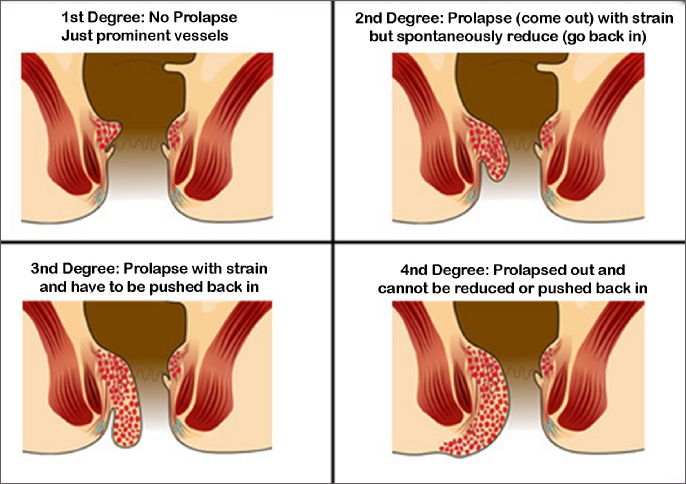 1st Degree: No Prolapse
Just prominent vessels
2nd Degree: Prolapse (come out) with strain
but spontaneously reduce (go back in)
3nd Degree: Prolapse with strain
and have to be pushed back in
4nd Degree: Prolapsed out and
cannot be reduced or pushed back in